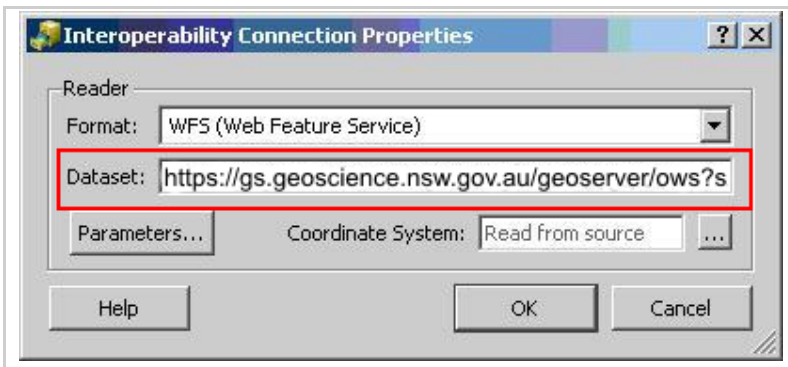 Interoperability Connection Properties
Reader
Format: WFS (Web Feature Service)
Dataset: https://gs.geoscience.nsw.gov.au/geoserver/ows?s
Parameters... Coordinate System: Read from source ...
Help OK Cancel